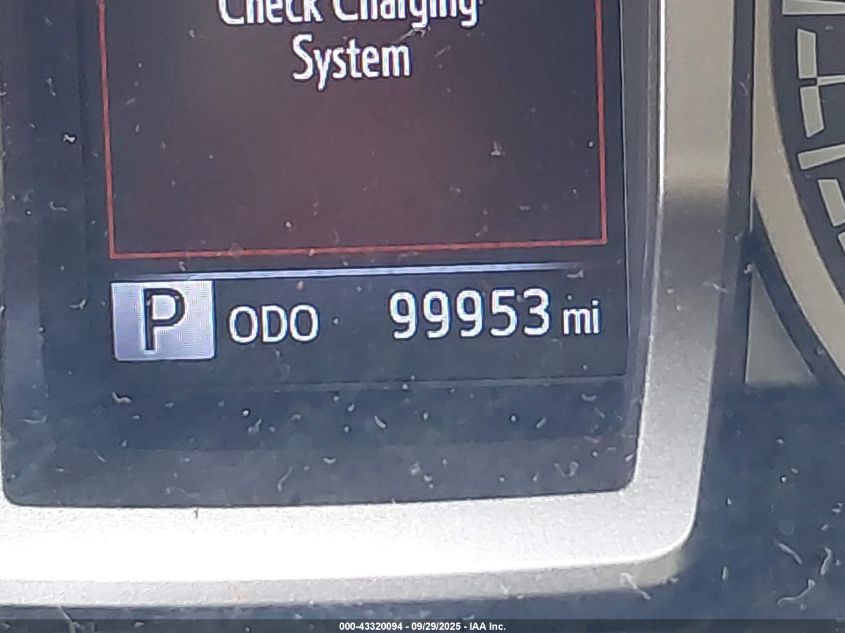 Check Charging
System
P ODO 99953 mi
000-43320094 - 09/29/2025 - IAA Inc.